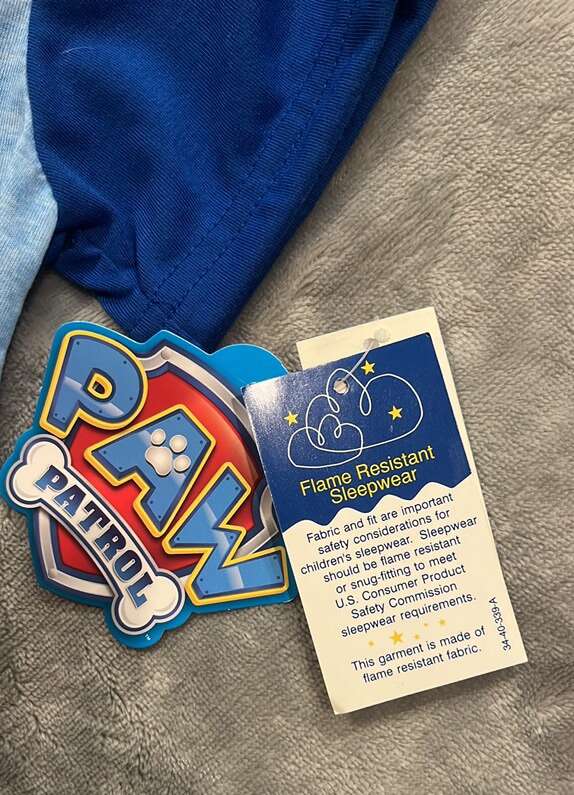 PAW
PATROL
Flame Resistant
Sleepwear
Fabric and fit are important
safety considerations for
children's sleepwear. Sleepwear
should be flame resistant
or snug-fitting to meet
U.S. Consumer Product
Safety Commission
sleepwear requirements.
This garment is made of
flame resistant fabric.
34-40-339-A